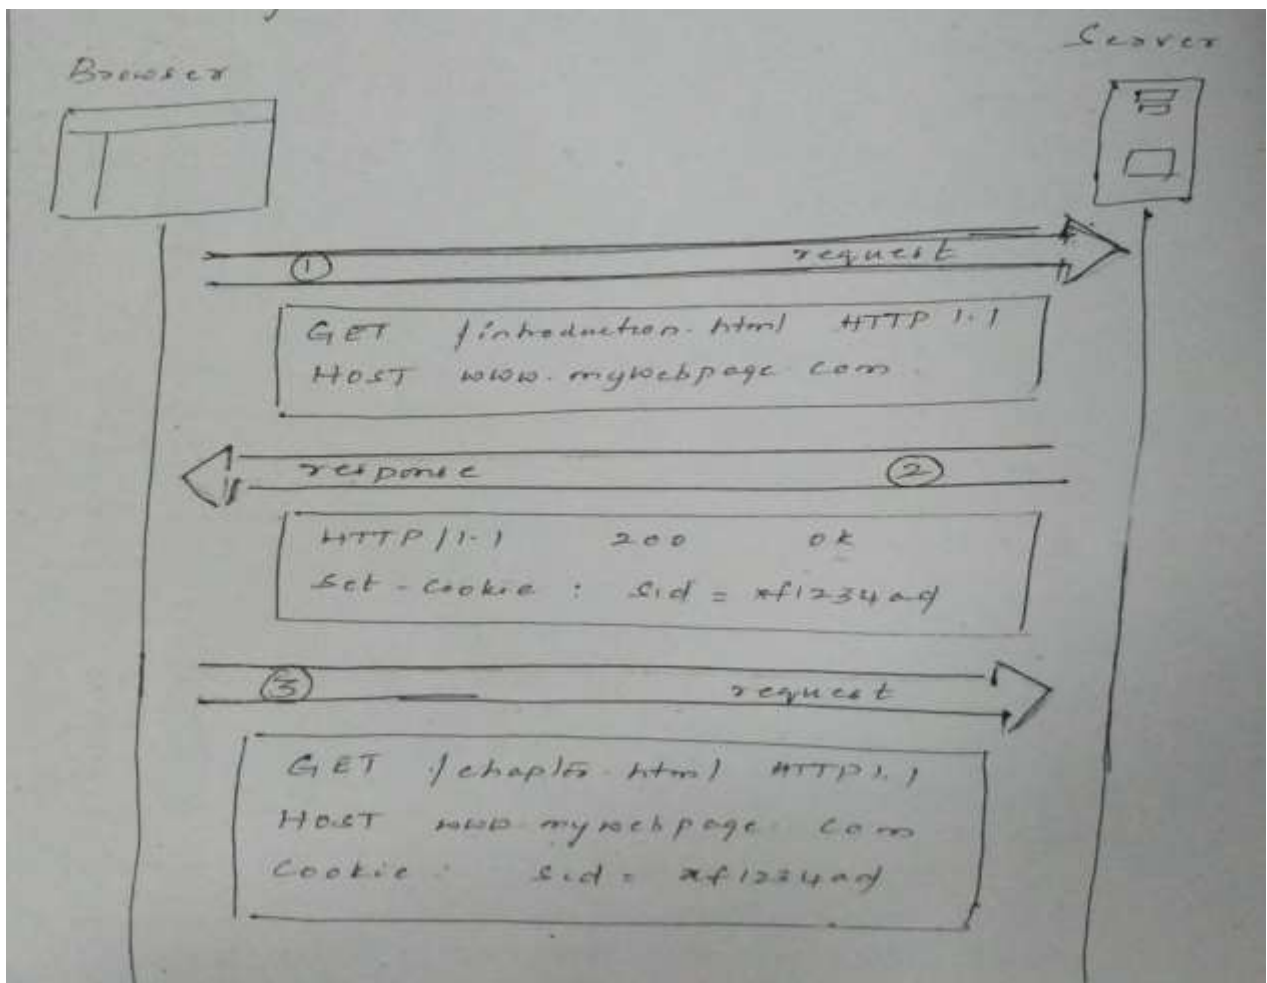 Browser
Server
1
request
GET /introduction.html HTTP 1.1
HOST www.mywebpage.com
response
2
HTTP/1.1 200 ok
Set-Cookie : Sid = xf1234ad
3
request
GET /chapter.html HTTP 1.1
HOST www.mywebpage.com
Cookie : Sid = xf1234ad